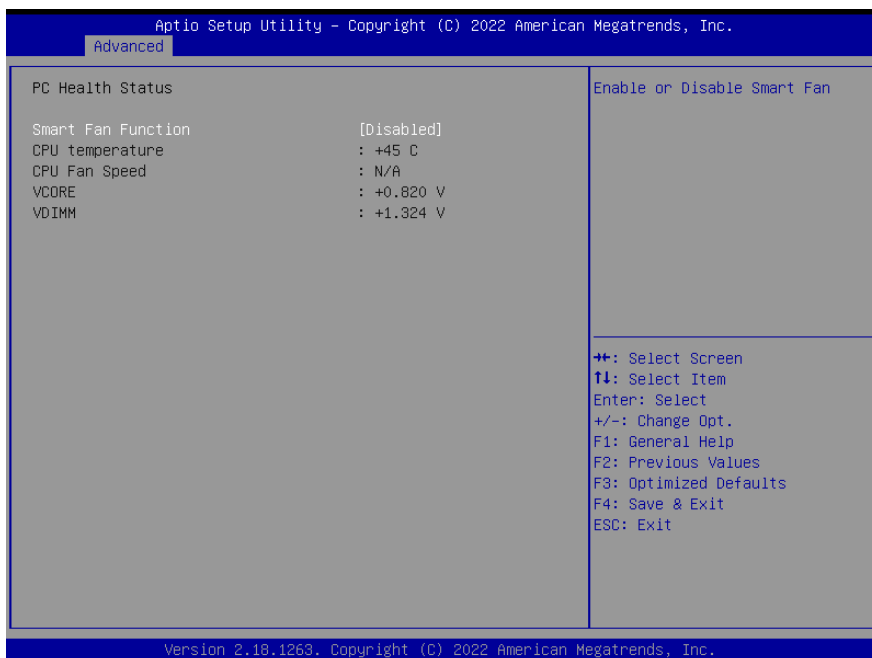 Aptio Setup Utility – Copyright (C) 2022 American Megatrends, Inc.
Advanced
PC Health Status
Smart Fan Function [Disabled]
CPU temperature : +45 C
CPU Fan Speed : N/A
VCORE : +0.820 V
VDIMM : +1.324 V
Enable or Disable Smart Fan
→←: Select Screen
↑↓: Select Item
Enter: Select
+/-: Change Opt.
F1: General Help
F2: Previous Values
F3: Optimized Defaults
F4: Save & Exit
ESC: Exit
Version 2.18.1263. Copyright (C) 2022 American Megatrends, Inc.